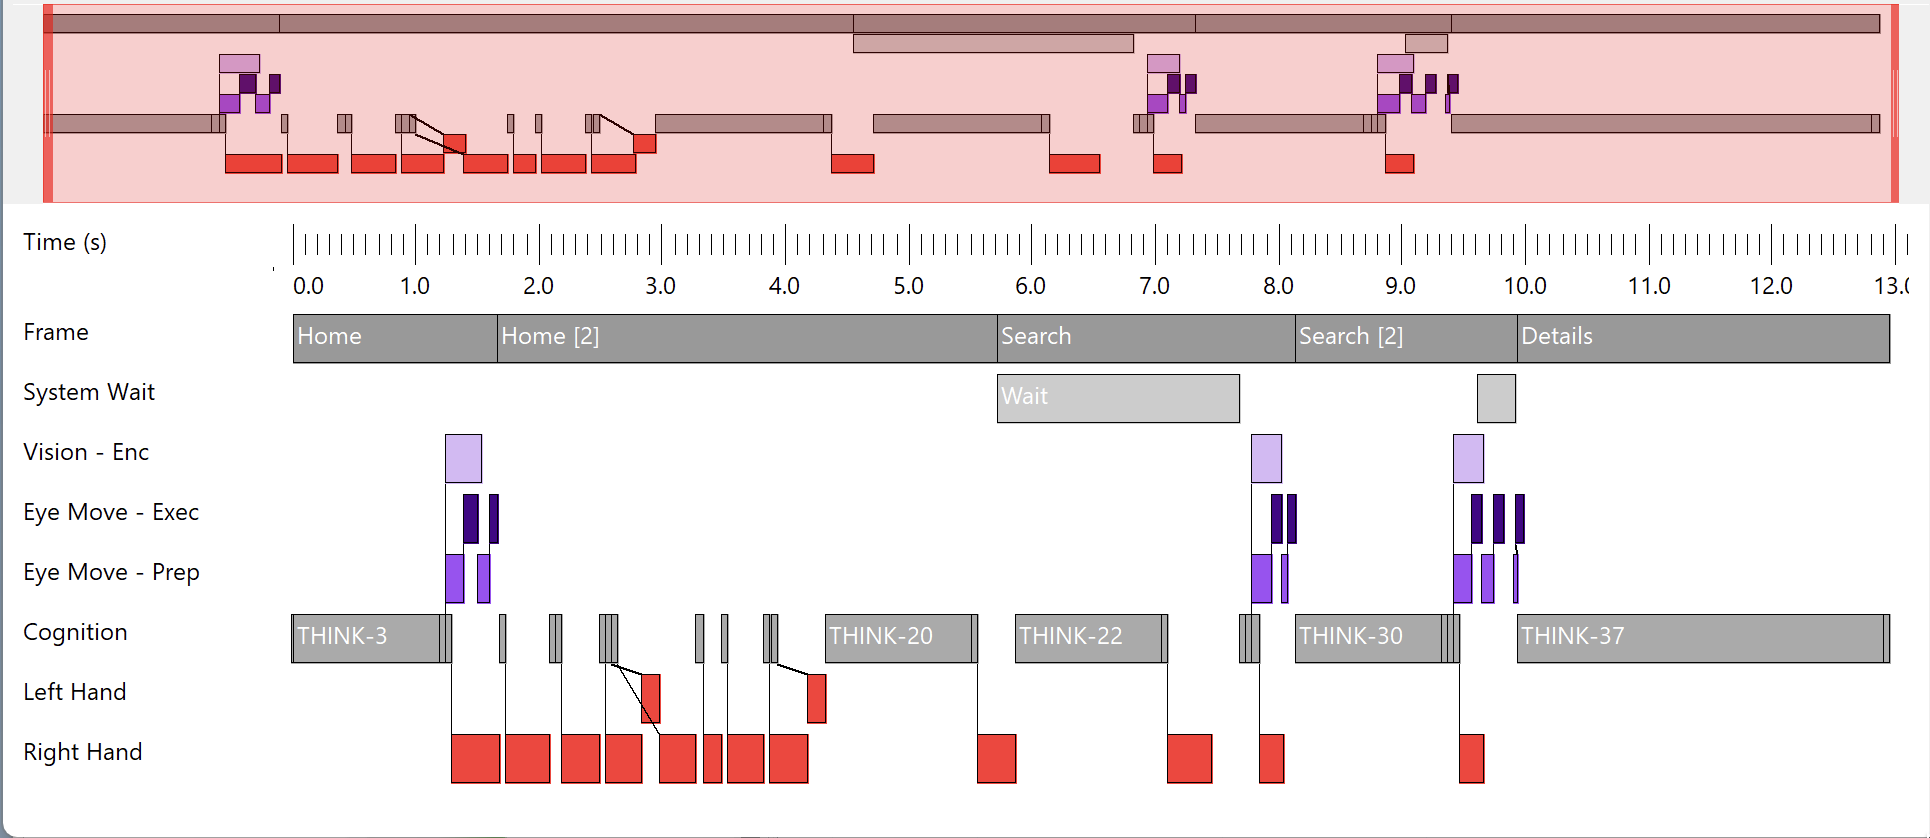 Time (s)
0.0 1.0 2.0 3.0 4.0 5.0 6.0 7.0 8.0 9.0 10.0 11.0 12.0 13.0
Frame Home Home [2] Search Search [2] Details
System Wait Wait
Vision - Enc
Eye Move - Exec
Eye Move - Prep
Cognition THINK-3 THINK-20 THINK-22 THINK-30 THINK-37
Left Hand
Right Hand